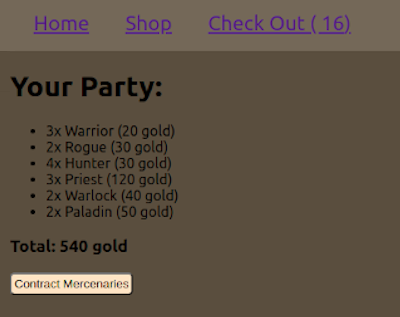 Home Shop Check Out ( 16)
Your Party:
3x Warrior (20 gold)
2x Rogue (30 gold)
4x Hunter (30 gold)
3x Priest (120 gold)
2x Warlock (40 gold)
2x Paladin (50 gold)
Total: 540 gold
Contract Mercenaries